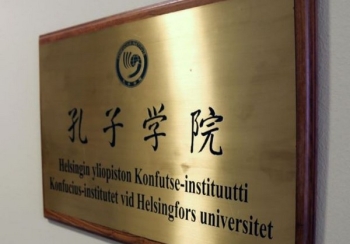 孔子学院
Helsingin yliopiston Konfutse-instituutti
Konfucius-institutet vid Helsingfors universitet